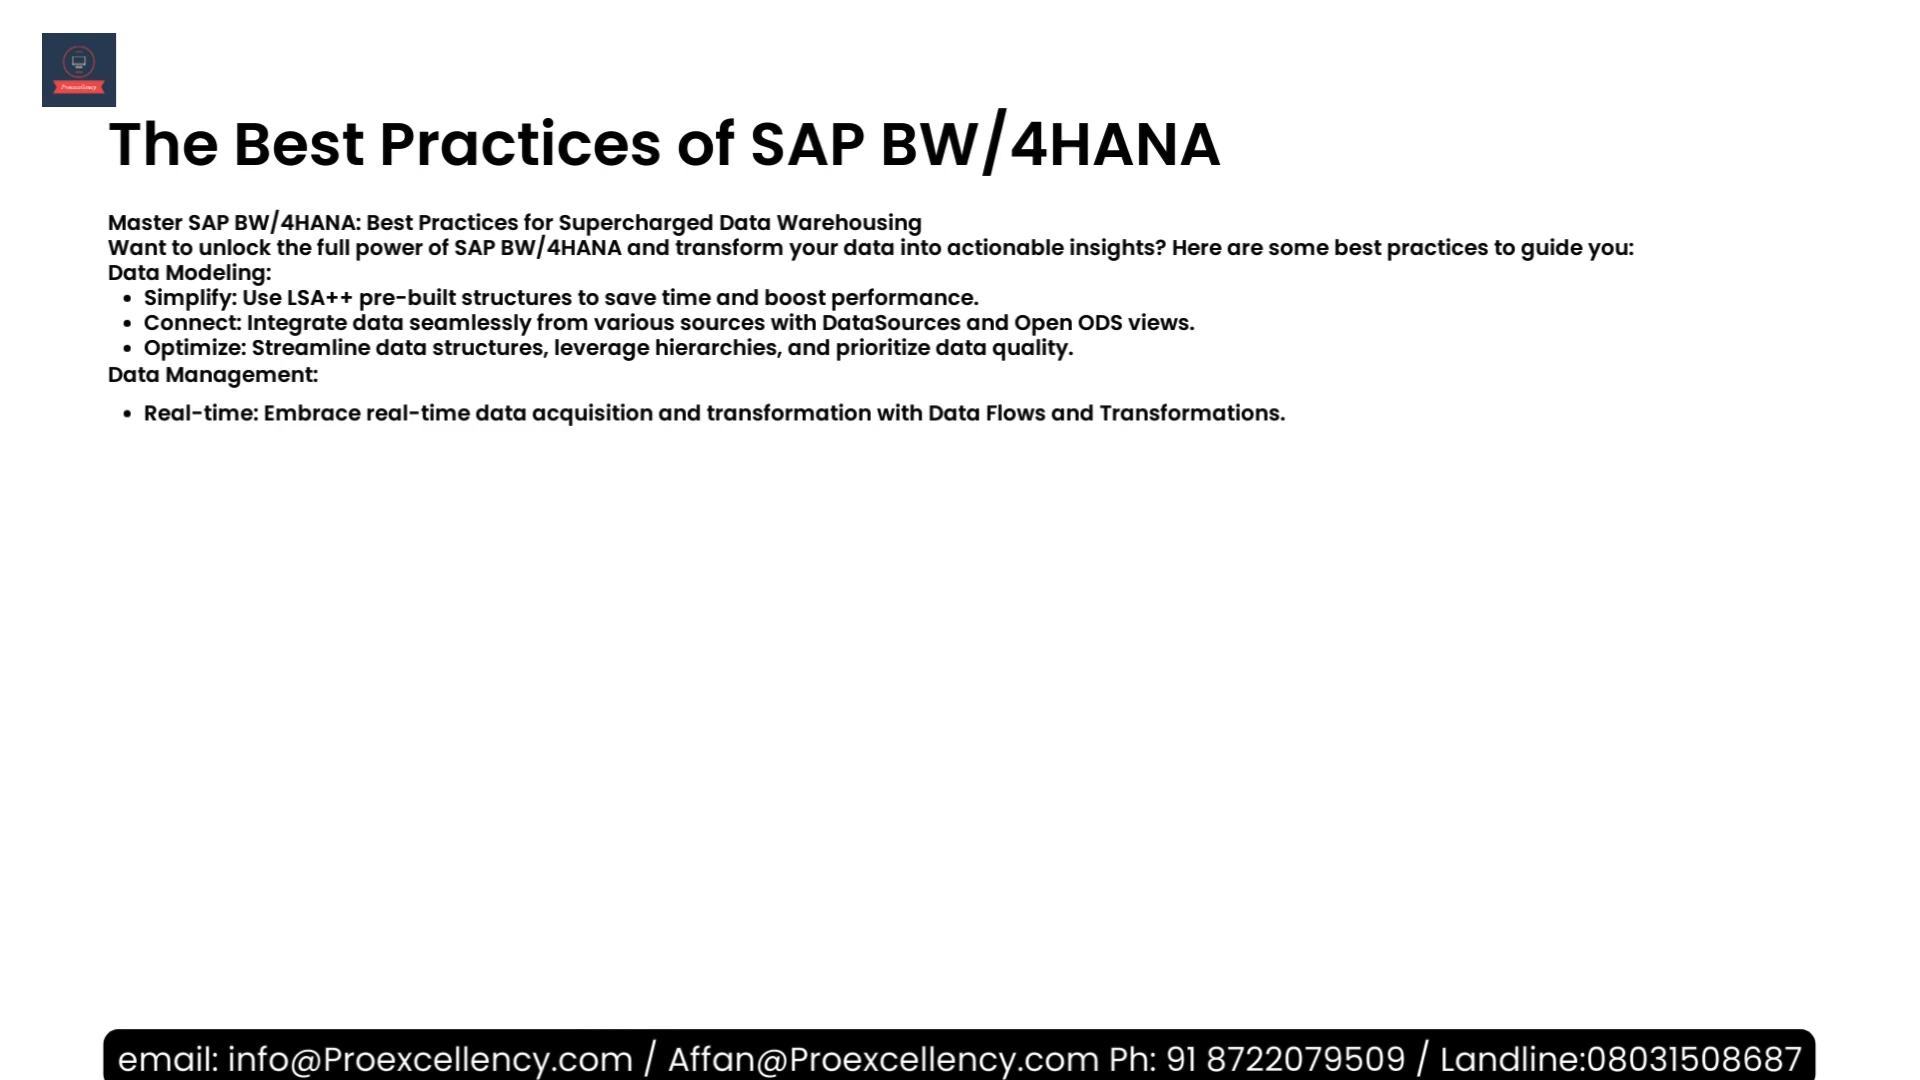 Proexcellency
The Best Practices of SAP BW/4HANA
Master SAP BW/4HANA: Best Practices for Supercharged Data Warehousing
Want to unlock the full power of SAP BW/4HANA and transform your data into actionable insights? Here are some best practices to guide you:
Data Modeling:
• Simplify: Use LSA++ pre-built structures to save time and boost performance.
• Connect: Integrate data seamlessly from various sources with DataSources and Open ODS views.
• Optimize: Streamline data structures, leverage hierarchies, and prioritize data quality.
Data Management:
• Real-time: Embrace real-time data acquisition and transformation with Data Flows and Transformations.
email: info@Proexcellency.com / Affan@Proexcellency.com Ph: 91 8722079509 / Landline:08031508687